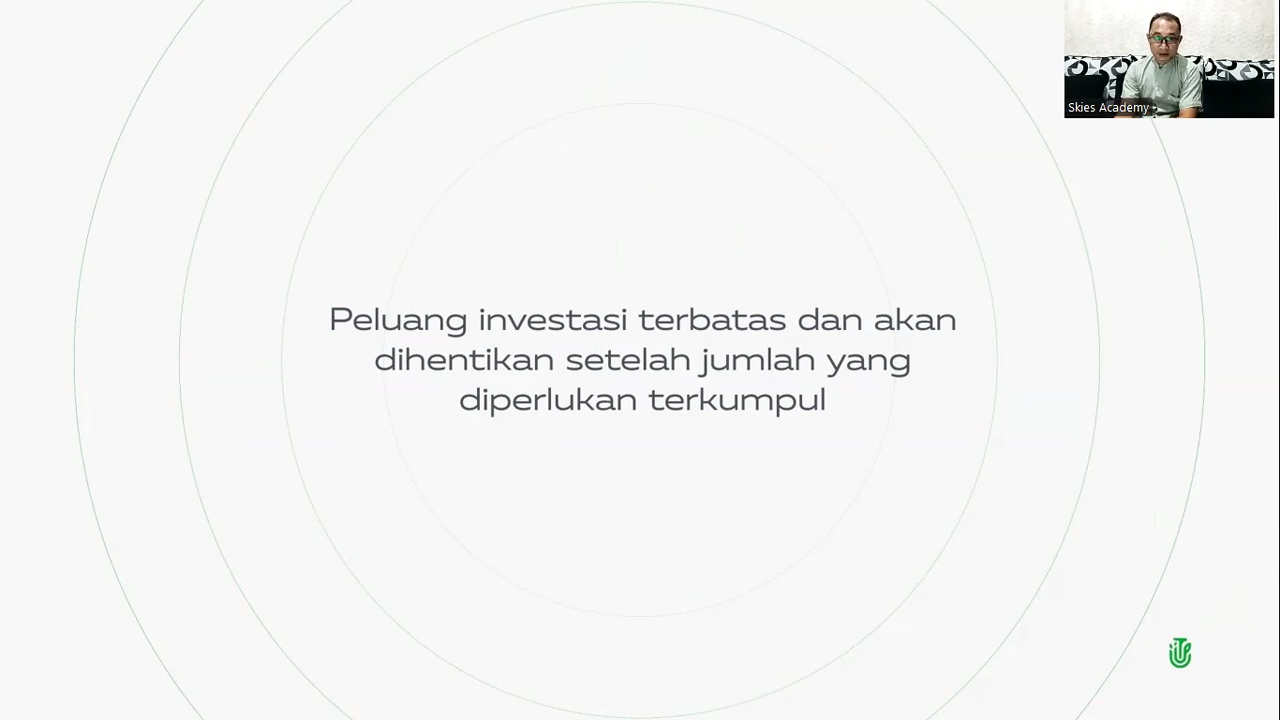 Skies Academy
Peluang investasi terbatas dan akan
dihentikan setelah jumlah yang
diperlukan terkumpul